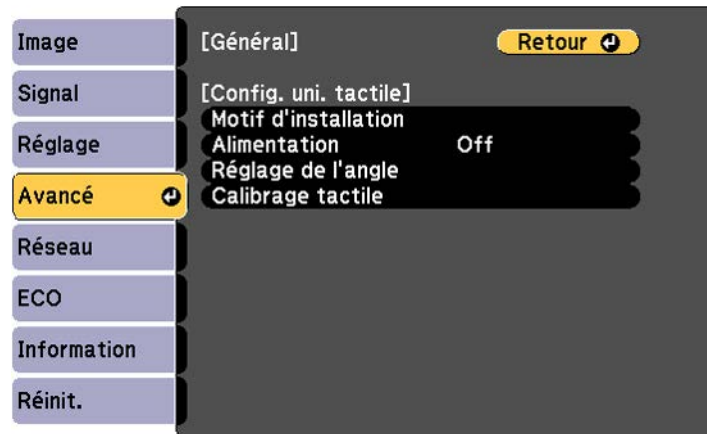 Image
Signal
Réglage
Avancé
Réseau
ECO
Information
Réinit.
[Général]
Retour
[Config. uni. tactile]
Motif d'installation
Alimentation Off
Réglage de l'angle
Calibrage tactile